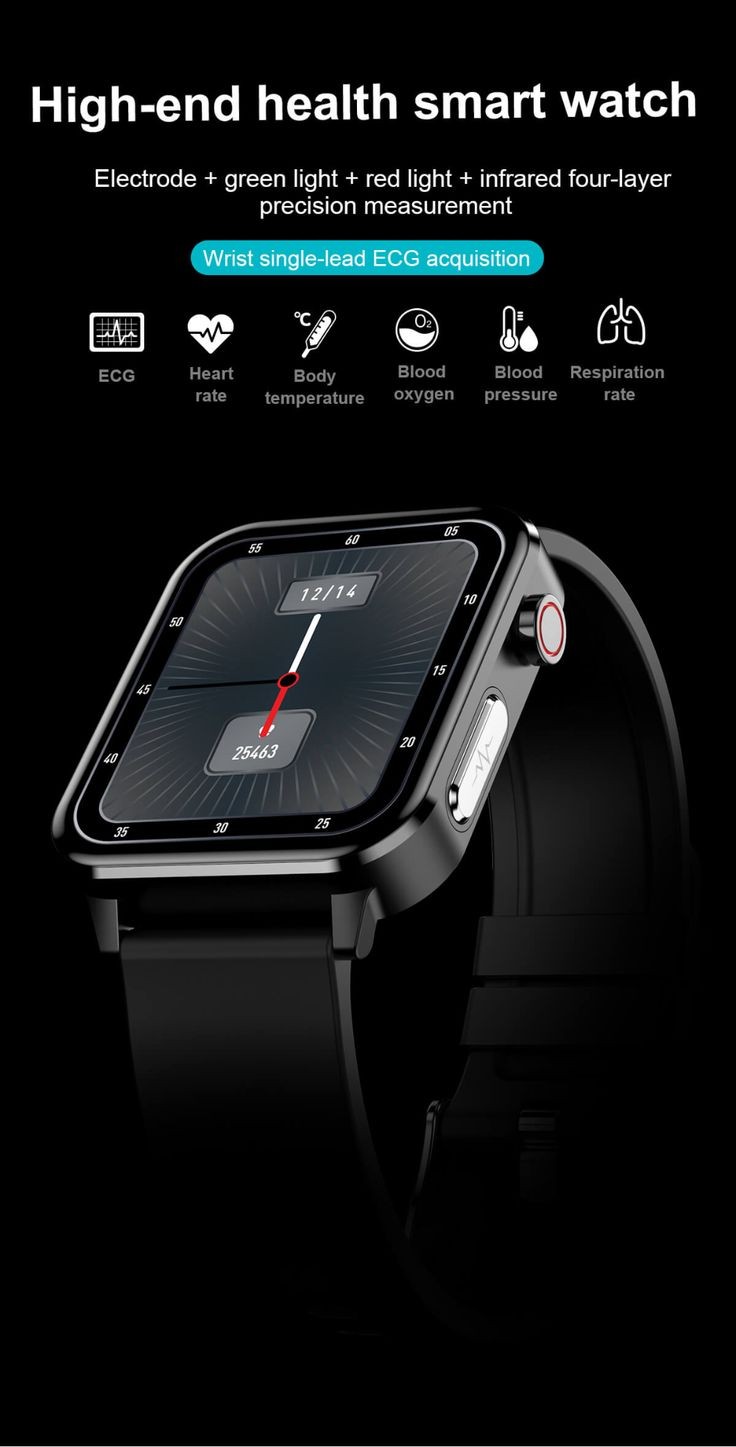 High-end health smart watch
Electrode + green light + red light + infrared four-layer
precision measurement
Wrist single-lead ECG acquisition
ECG
Heart
rate
°C
Body
temperature
O2
Blood
oxygen
Blood
pressure
Respiration
rate
55
60
05
12/14
10
50
15
45
20
25463
40
35
30
25